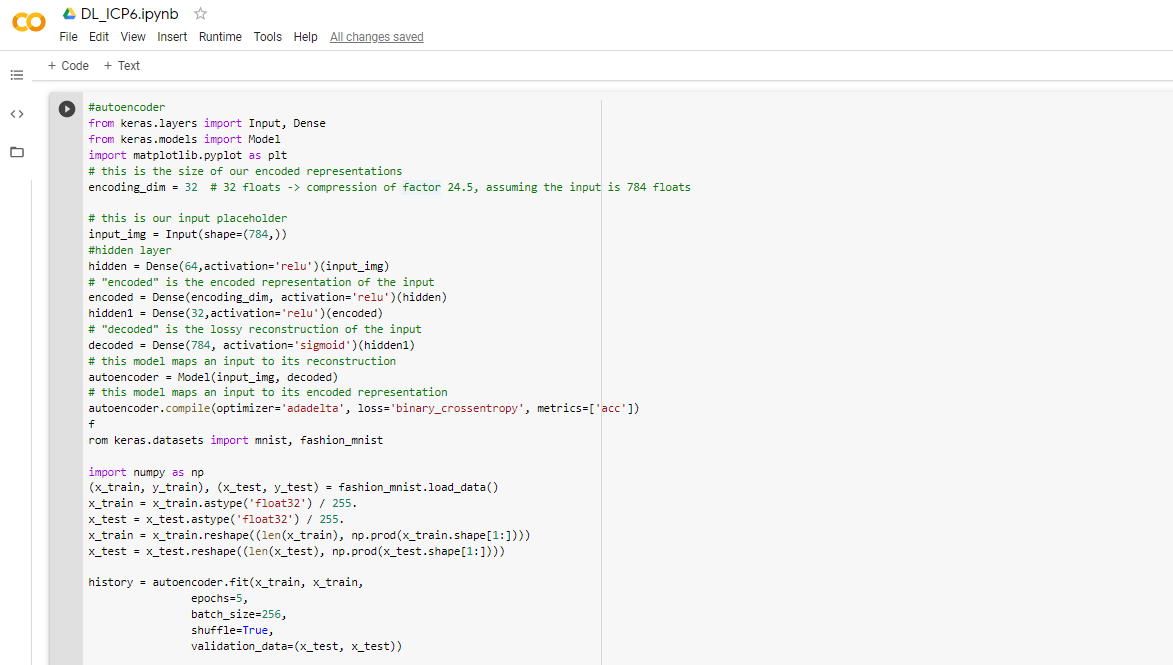 DL_ICP6.ipynb
File Edit View Insert Runtime Tools Help All changes saved
+ Code + Text
#autoencoder
from keras.layers import Input, Dense
from keras.models import Model
import matplotlib.pyplot as plt
# this is the size of our encoded representations
encoding_dim = 32  # 32 floats -> compression of factor 24.5, assuming the input is 784 floats
# this is our input placeholder
input_img = Input(shape=(784,))
#hidden layer
hidden = Dense(64,activation='relu')(input_img)
# "encoded" is the encoded representation of the input
encoded = Dense(encoding_dim, activation='relu')(hidden)
hidden1 = Dense(32,activation='relu')(encoded)
# "decoded" is the lossy reconstruction of the input
decoded = Dense(784, activation='sigmoid')(hidden1)
# this model maps an input to its reconstruction
autoencoder = Model(input_img, decoded)
# this model maps an input to its encoded representation
autoencoder.compile(optimizer='adadelta', loss='binary_crossentropy', metrics=['acc'])
f
rom keras.datasets import mnist, fashion_mnist
import numpy as np
(x_train, y_train), (x_test, y_test) = fashion_mnist.load_data()
x_train = x_train.astype('float32') / 255.
x_test = x_test.astype('float32') / 255.
x_train = x_train.reshape((len(x_train), np.prod(x_train.shape[1:])))
x_test = x_test.reshape((len(x_test), np.prod(x_test.shape[1:])))
history = autoencoder.fit(x_train, x_train,
                epochs=5,
                batch_size=256,
                shuffle=True,
                validation_data=(x_test, x_test))